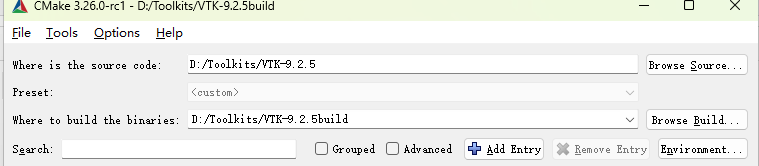 CMake 3.26.0-rc1 - D:/Toolkits/VTK-9.2.5build
File Tools Options Help
Where is the source code: D:/Toolkits/VTK-9.2.5 Browse Source...
Preset: <custom>
Where to build the binaries: D:/Toolkits/VTK-9.2.5build Browse Build...
Search: Grouped Advanced Add Entry Remove Entry Environment...